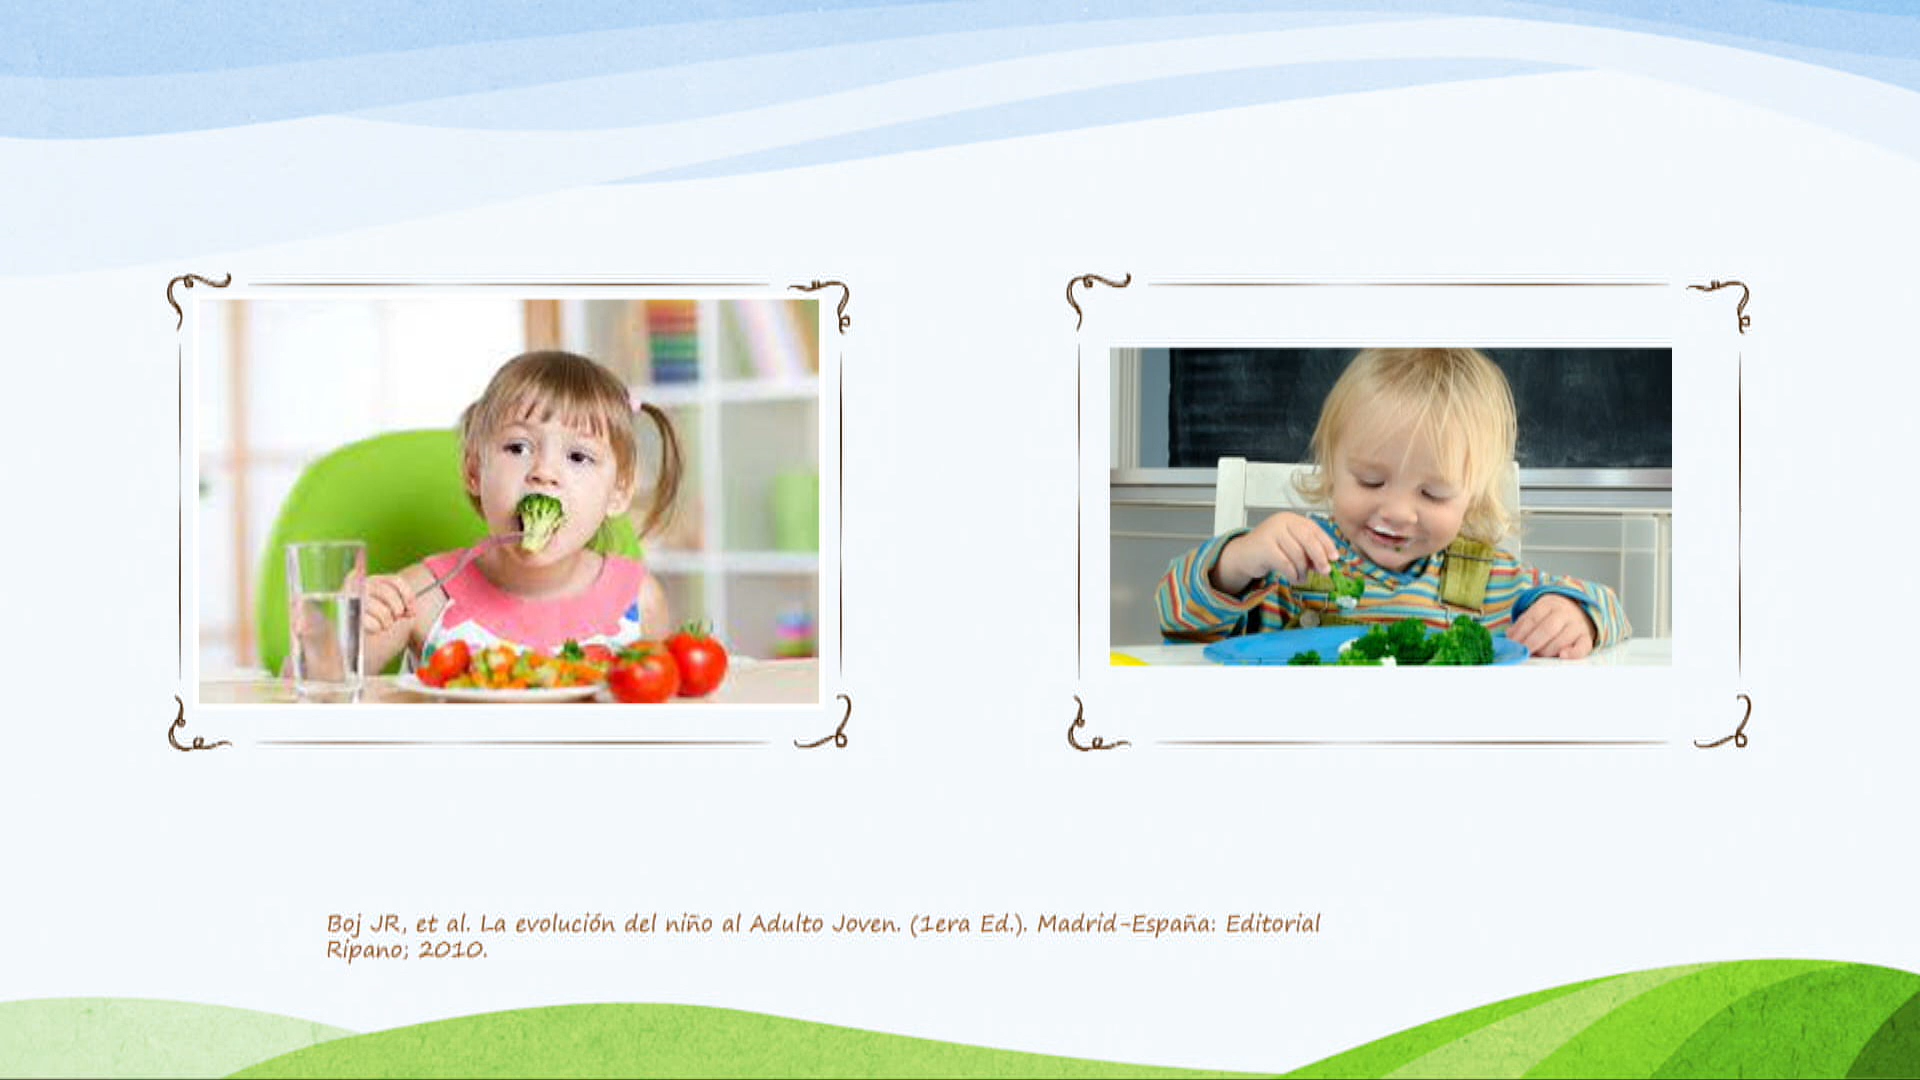 Boj JR, et al. La evolución del niño al Adulto Joven. (1era Ed.). Madrid-España: Editorial
Ripano; 2010.